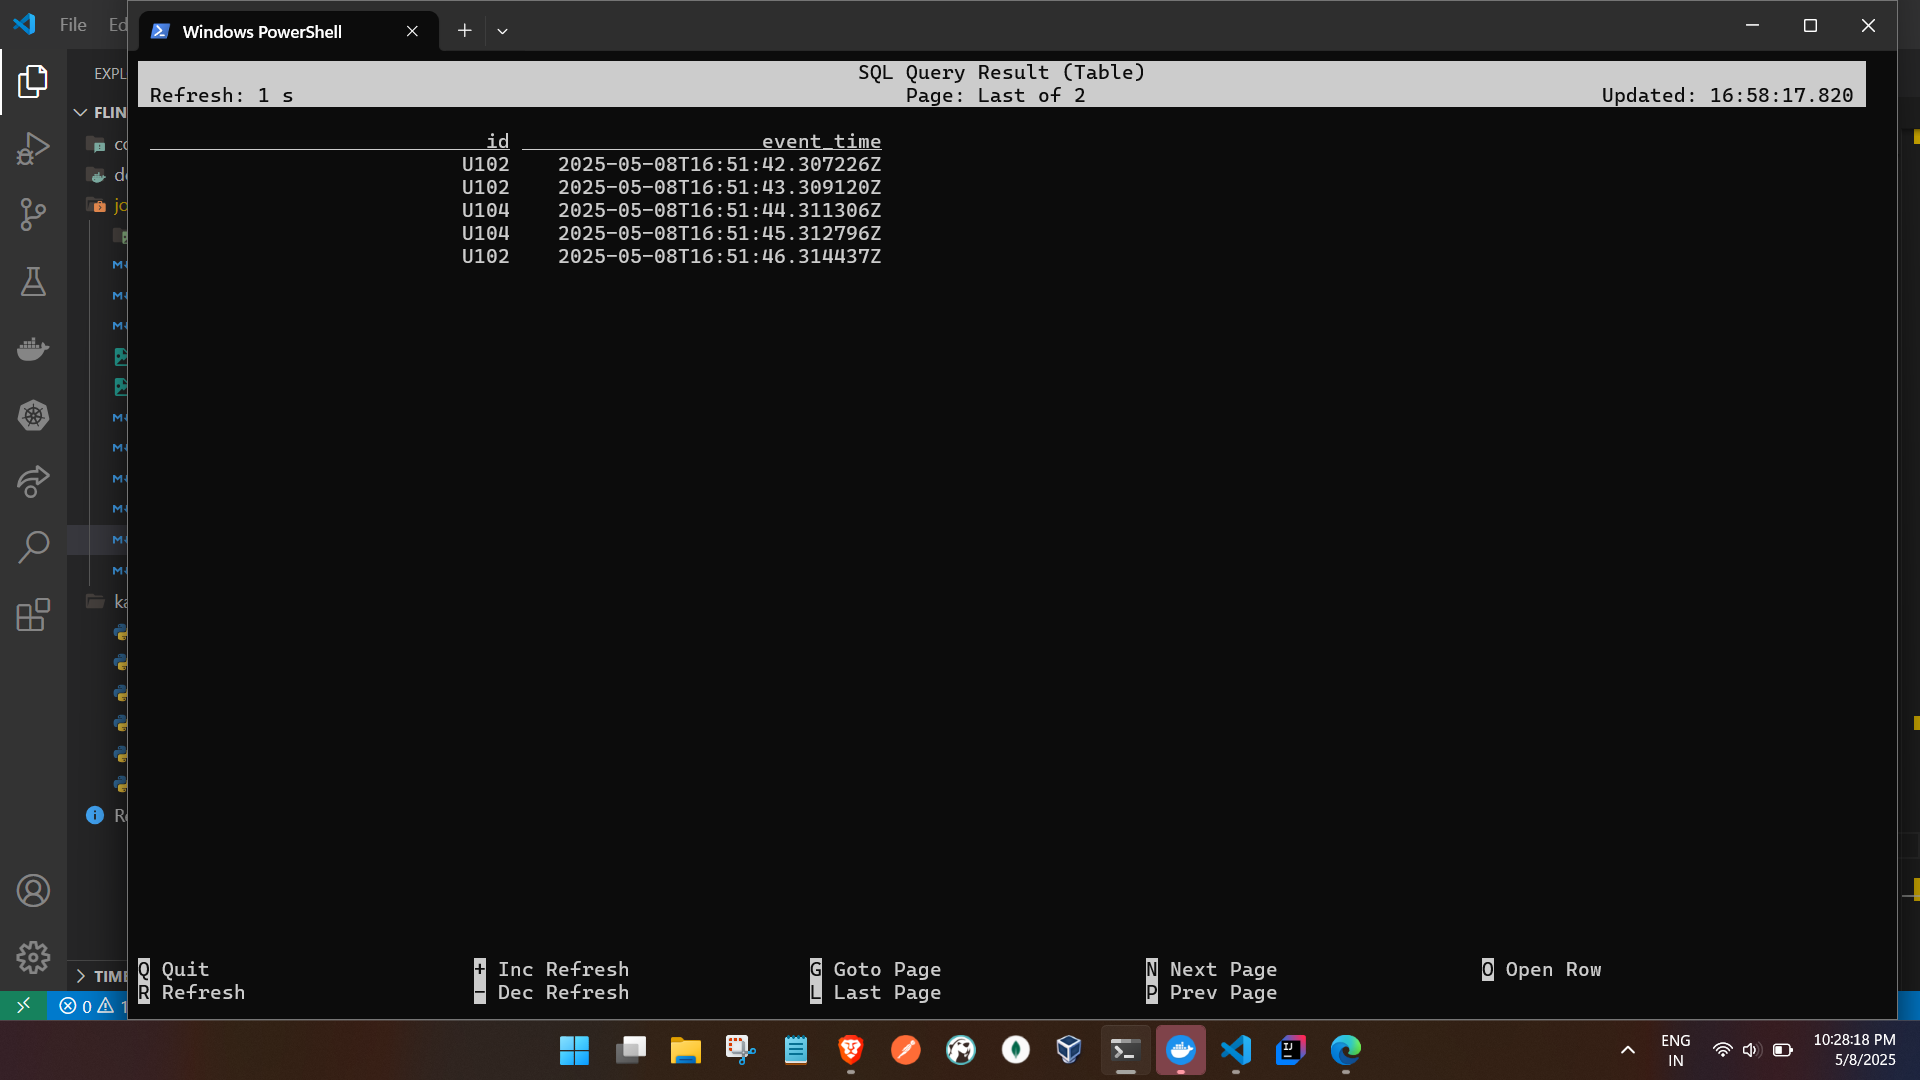 File Ed
Windows PowerShell
EXPL
FLIN
SQL Query Result (Table)
Refresh: 1 s Page: Last of 2 Updated: 16:58:17.820
id event_time
U102 2025-05-08T16:51:42.307226Z
U102 2025-05-08T16:51:43.309120Z
U104 2025-05-08T16:51:44.311306Z
U104 2025-05-08T16:51:45.312796Z
U102 2025-05-08T16:51:46.314437Z
co
de
jo
ka
Re
TIME
Q Quit + Inc Refresh G Goto Page N Next Page O Open Row
R Refresh - Dec Refresh L Last Page P Prev Page
0 1
ENG
IN
10:28:18 PM
5/8/2025